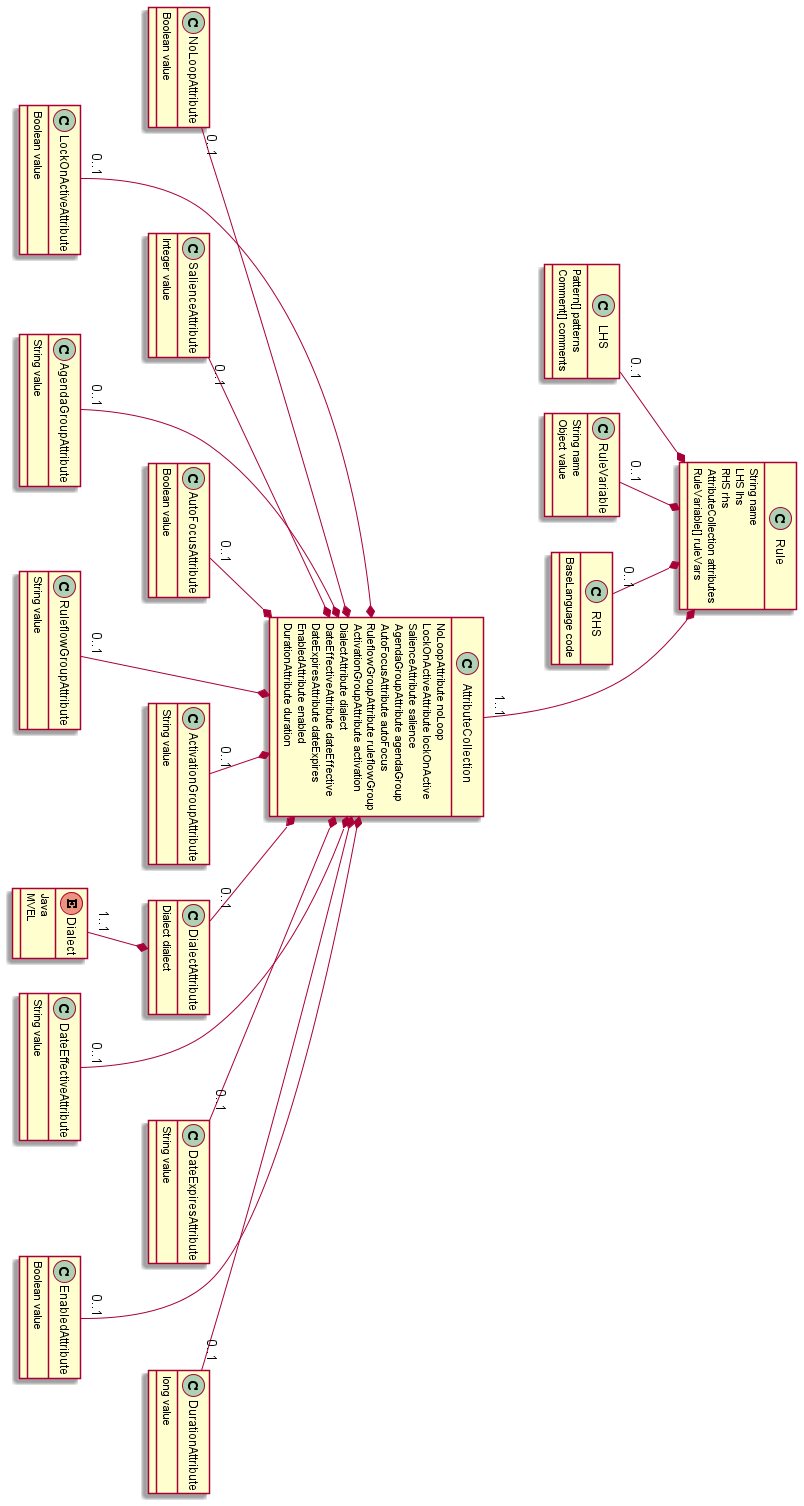 C Rule
String name
LHS lhs
RHS rhs
AttributeCollection attributes
RuleVariable[] ruleVars
C LHS
Pattern[] patterns
Comment[] comments
0..1
C RuleVariable
String name
Object value
0..1
C RHS
BaseLanguage code
0..1
C AttributeCollection
NoLoopAttribute noLoop
LockOnActiveAttribute lockOnActive
SalienceAttribute salience
AgendaGroupAttribute agendaGroup
AutoFocusAttribute autoFocus
RuleflowGroupAttribute ruleflowGroup
ActivationGroupAttribute activation
DialectAttribute dialect
DateEffectiveAttribute dateEffective
DateExpiresAttribute dateExpires
EnabledAttribute enabled
DurationAttribute duration
1..1
C NoLoopAttribute
Boolean value
0..1
C SalienceAttribute
Integer value
0..1
C AutoFocusAttribute
Boolean value
0..1
C ActivationGroupAttribute
String value
0..1
C DialectAttribute
Dialect dialect
0..1
C DateExpiresAttribute
String value
0..1
C DurationAttribute
long value
0..1
C LockOnActiveAttribute
Boolean value
0..1
C AgendaGroupAttribute
String value
0..1
C RuleflowGroupAttribute
String value
0..1
E Dialect
Java
MVEL
1..1
C DateEffectiveAttribute
String value
0..1
C EnabledAttribute
Boolean value
0..1